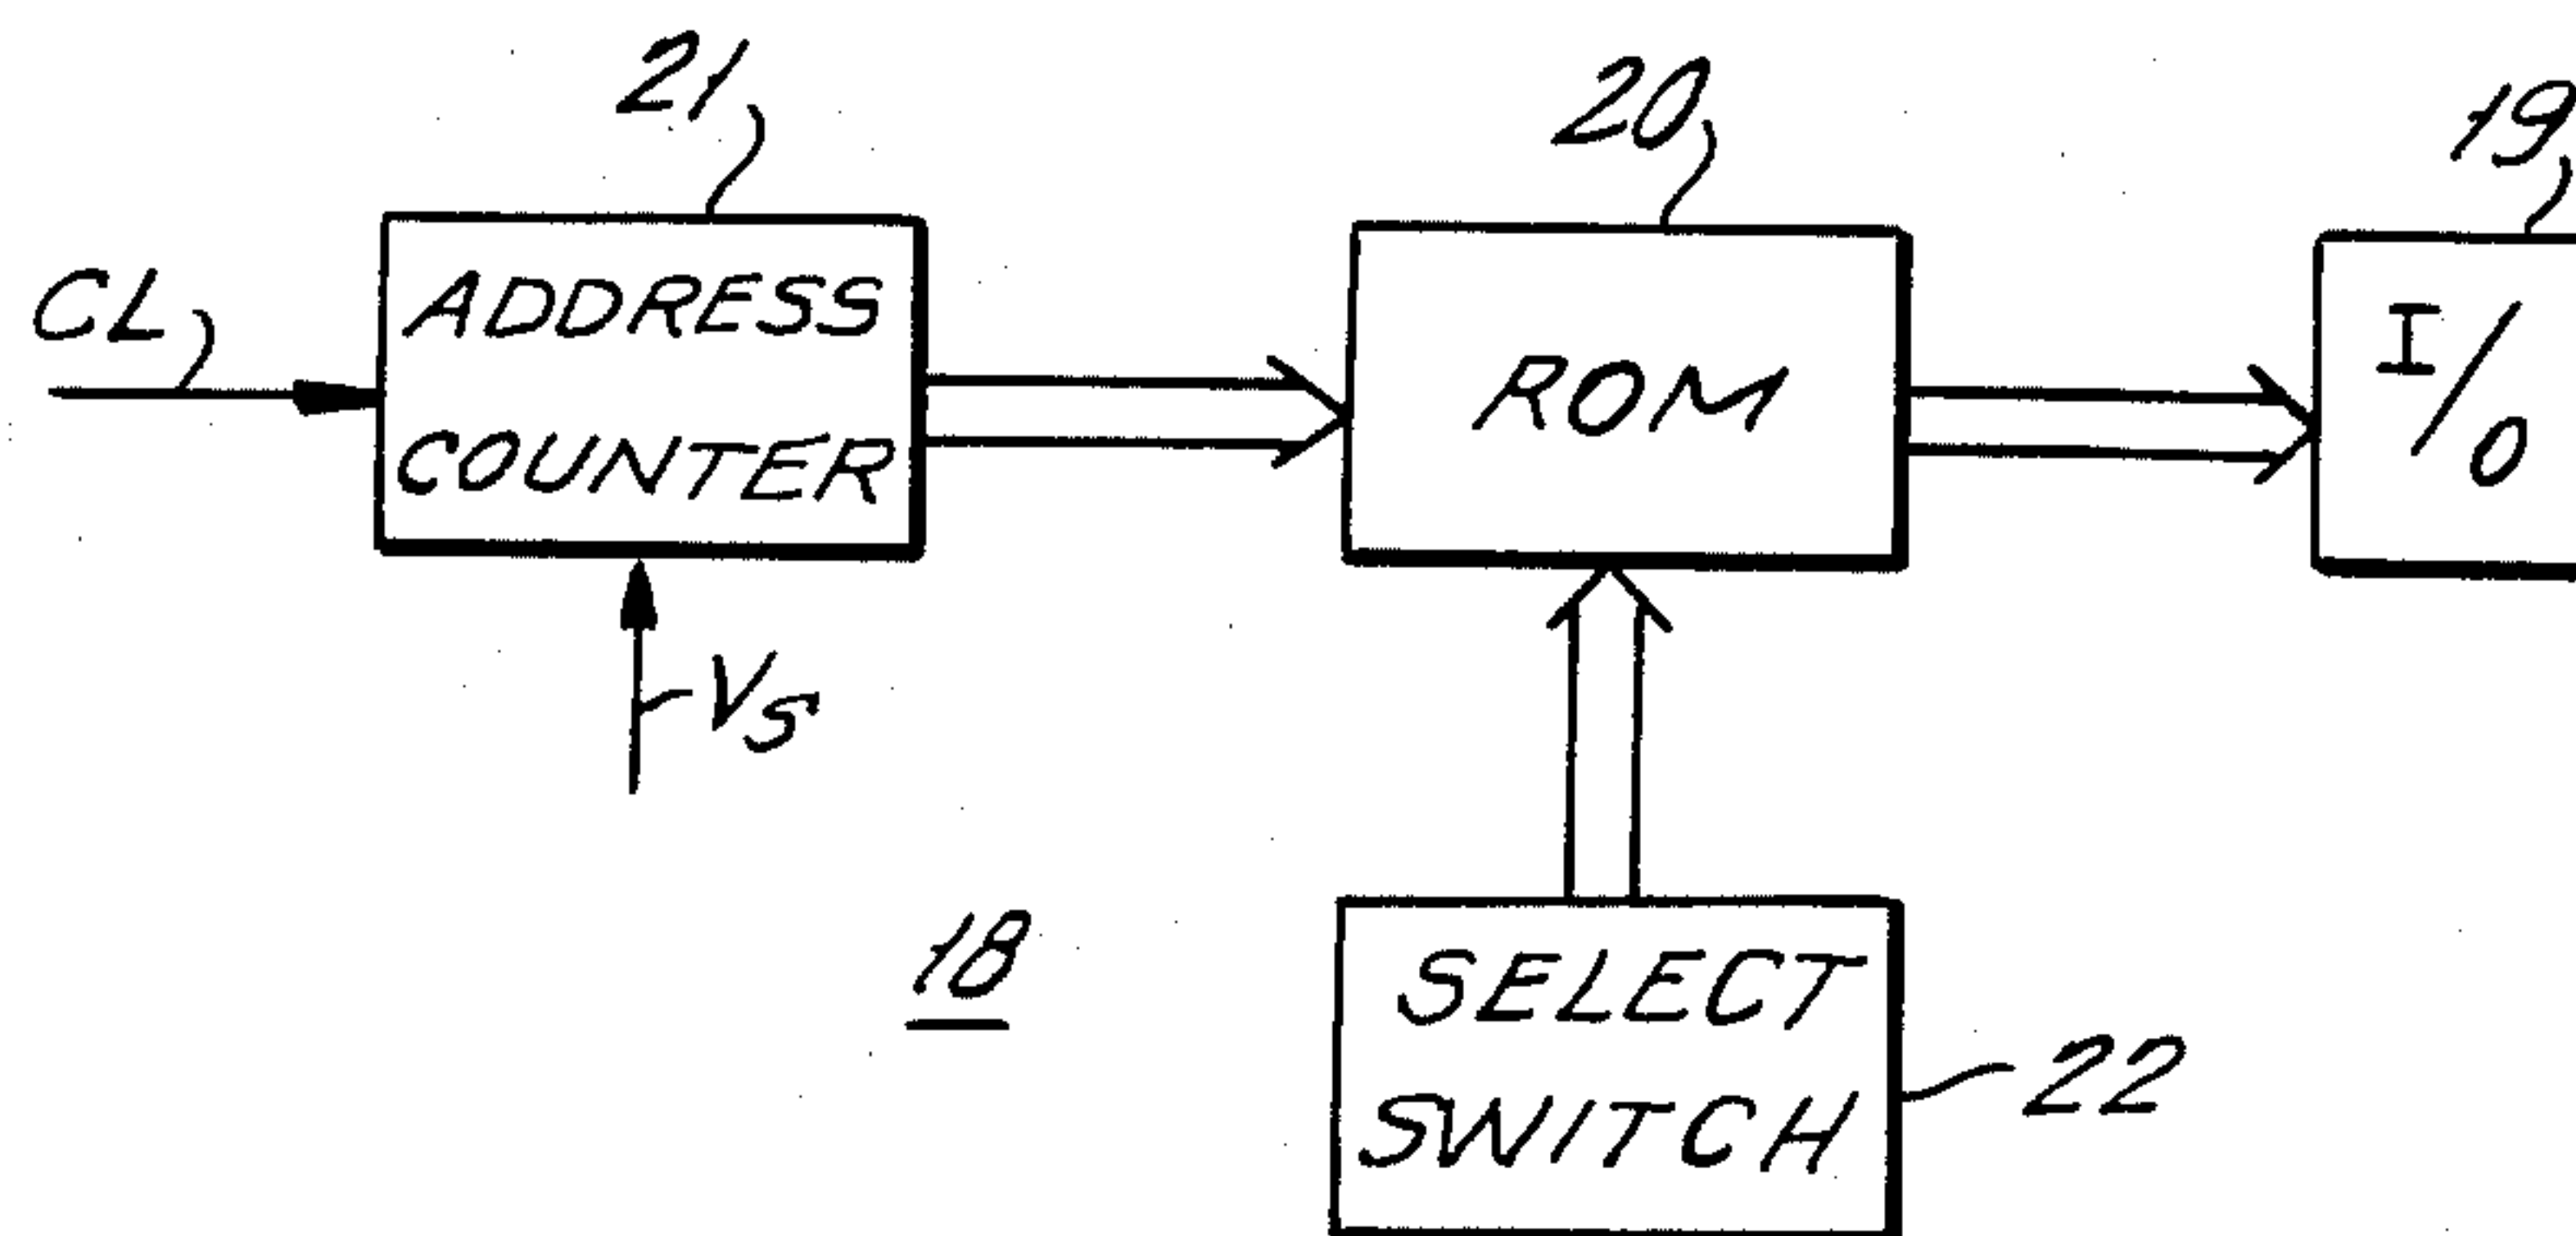 21
20
19
CL
ADDRESS
COUNTER
ROM
I/O
VS
18
SELECT
SWITCH
22